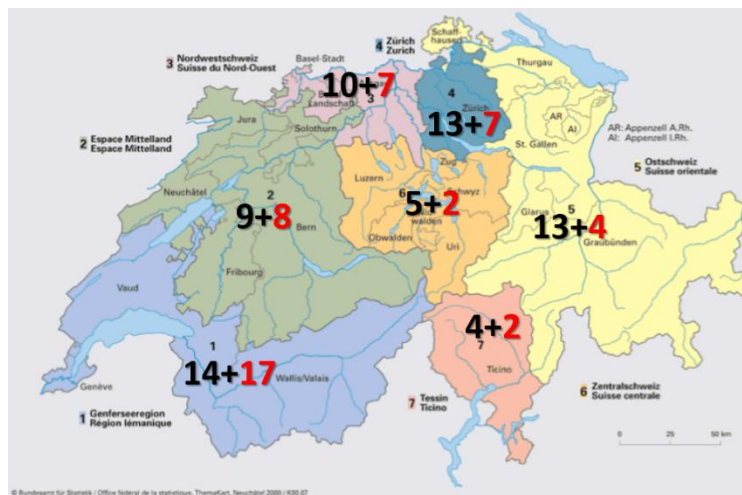 Schaff-
hausen
4 Zürich
Zurich
Basel-Stadt
3 Nordwestschweiz
Suisse du Nord-Ouest
Thurgau
10+7
Landschaft
3
4
Zürich
13+7
AR
AI
AR: Appenzell A.Rh.
AI: Appenzell I.Rh.
Jura
Solothurn
St. Gallen
2 Espace Mittelland
Espace Mittelland
Zug
Luzern
5 Ostschweiz
Suisse orientale
Neuchâtel
2
6
Schwyz
9+8
Bern
5+2
walden
Obwalden
Uri
Glarus
5
13+4
Graubünden
Fribourg
Vaud
4+2
7
Ticino
1
14+17
Wallis/Valais
Genève
6 Zentralschweiz
Suisse centrale
7 Tessin
Ticino
1 Genferseeregion
Région lémanique
0 25 50 km
© Bundesamt für Statistik / Office fédéral de la statistique, ThemaKart, Neuchâtel 2000 / K00.07